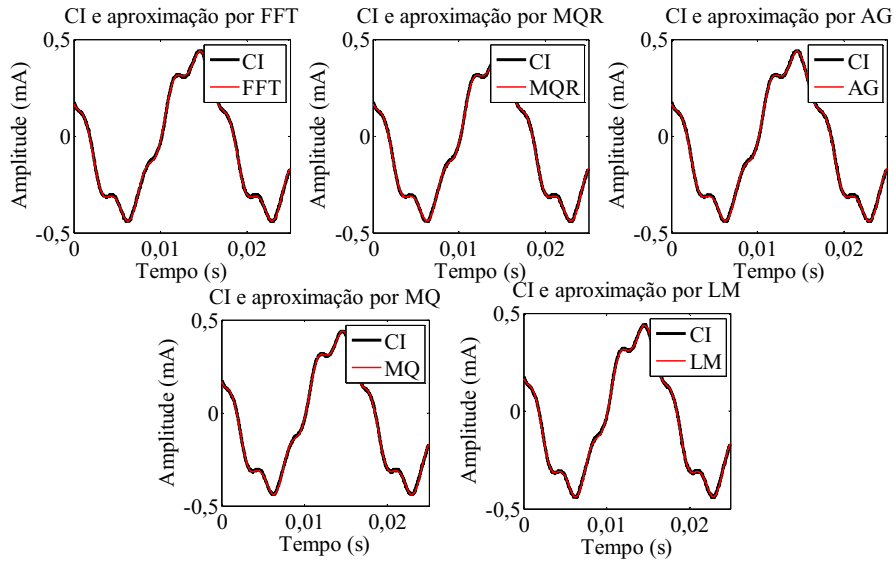 CI e aproximação por FFT
0,5
0
-0,5
Amplitude (mA)
CI
FFT
0
0,01
0,02
Tempo (s)
CI e aproximação por MQR
0,5
0
-0,5
Amplitude (mA)
CI
MQR
0
0,01
0,02
Tempo (s)
CI e aproximação por AG
0,5
0
-0,5
Amplitude (mA)
CI
AG
0
0,01
0,02
Tempo (s)
CI e aproximação por MQ
0,5
0
-0,5
Amplitude (mA)
CI
MQ
0
0,01
0,02
Tempo (s)
CI e aproximação por LM
0,5
0
-0,5
Amplitude (mA)
CI
LM
0
0,01
0,02
Tempo (s)